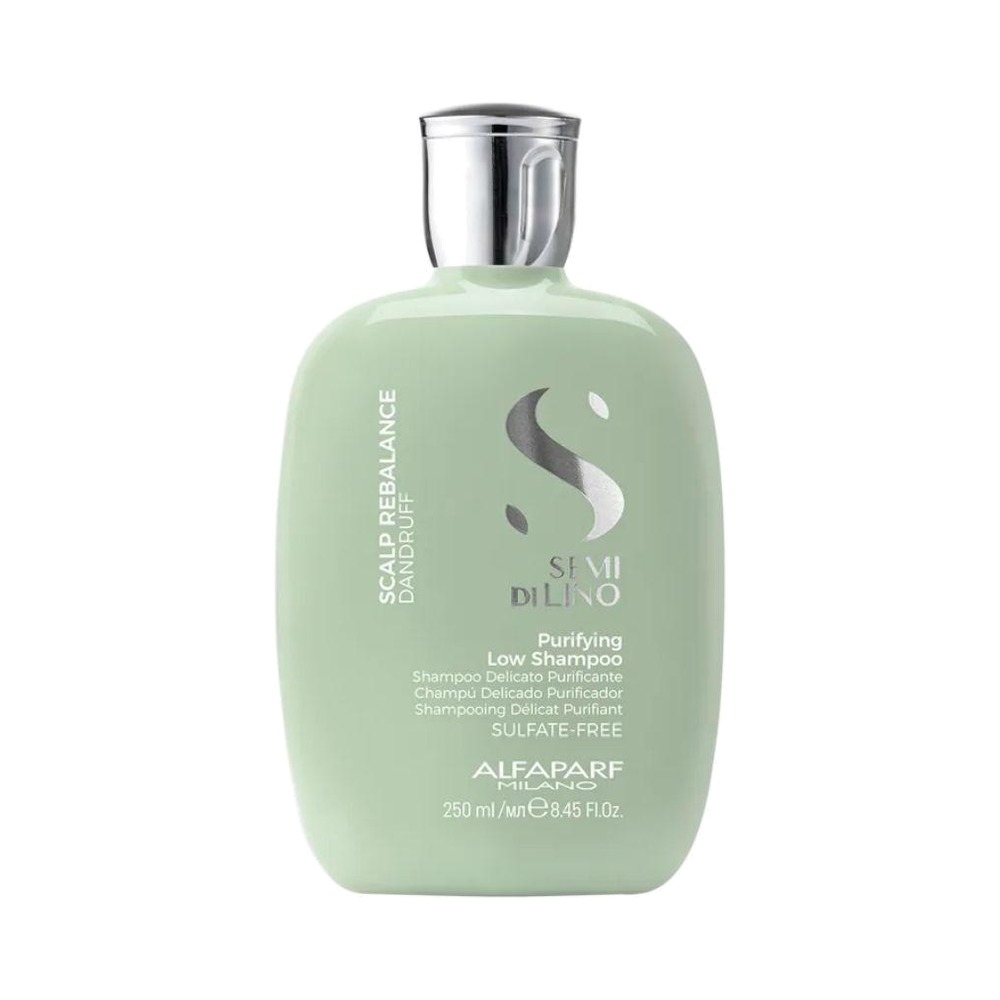 SCALP REBALANCE
DANDRUFF
SEMI
DI LINO
Purifying
Low Shampoo
Shampoo Delicato Purificante
Champú Delicado Purificador
Shampooing Délicat Purifiant
SULFATE-FREE
ALFAPARF
MILANO
250 ml /мл℮8.45 Fl.Oz.